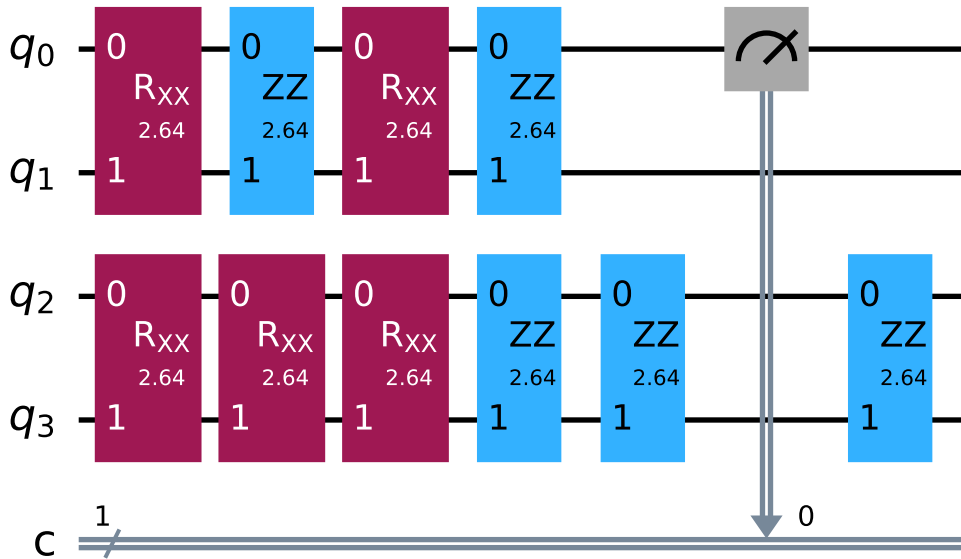 q0 0 0 0 0
RXX ZZ RXX ZZ
2.64 2.64 2.64 2.64
q1 1 1 1 1
q2 0 0 0 0 0 0
RXX RXX RXX ZZ ZZ ZZ
2.64 2.64 2.64 2.64 2.64 2.64
q3 1 1 1 1 1 1
1 0
c